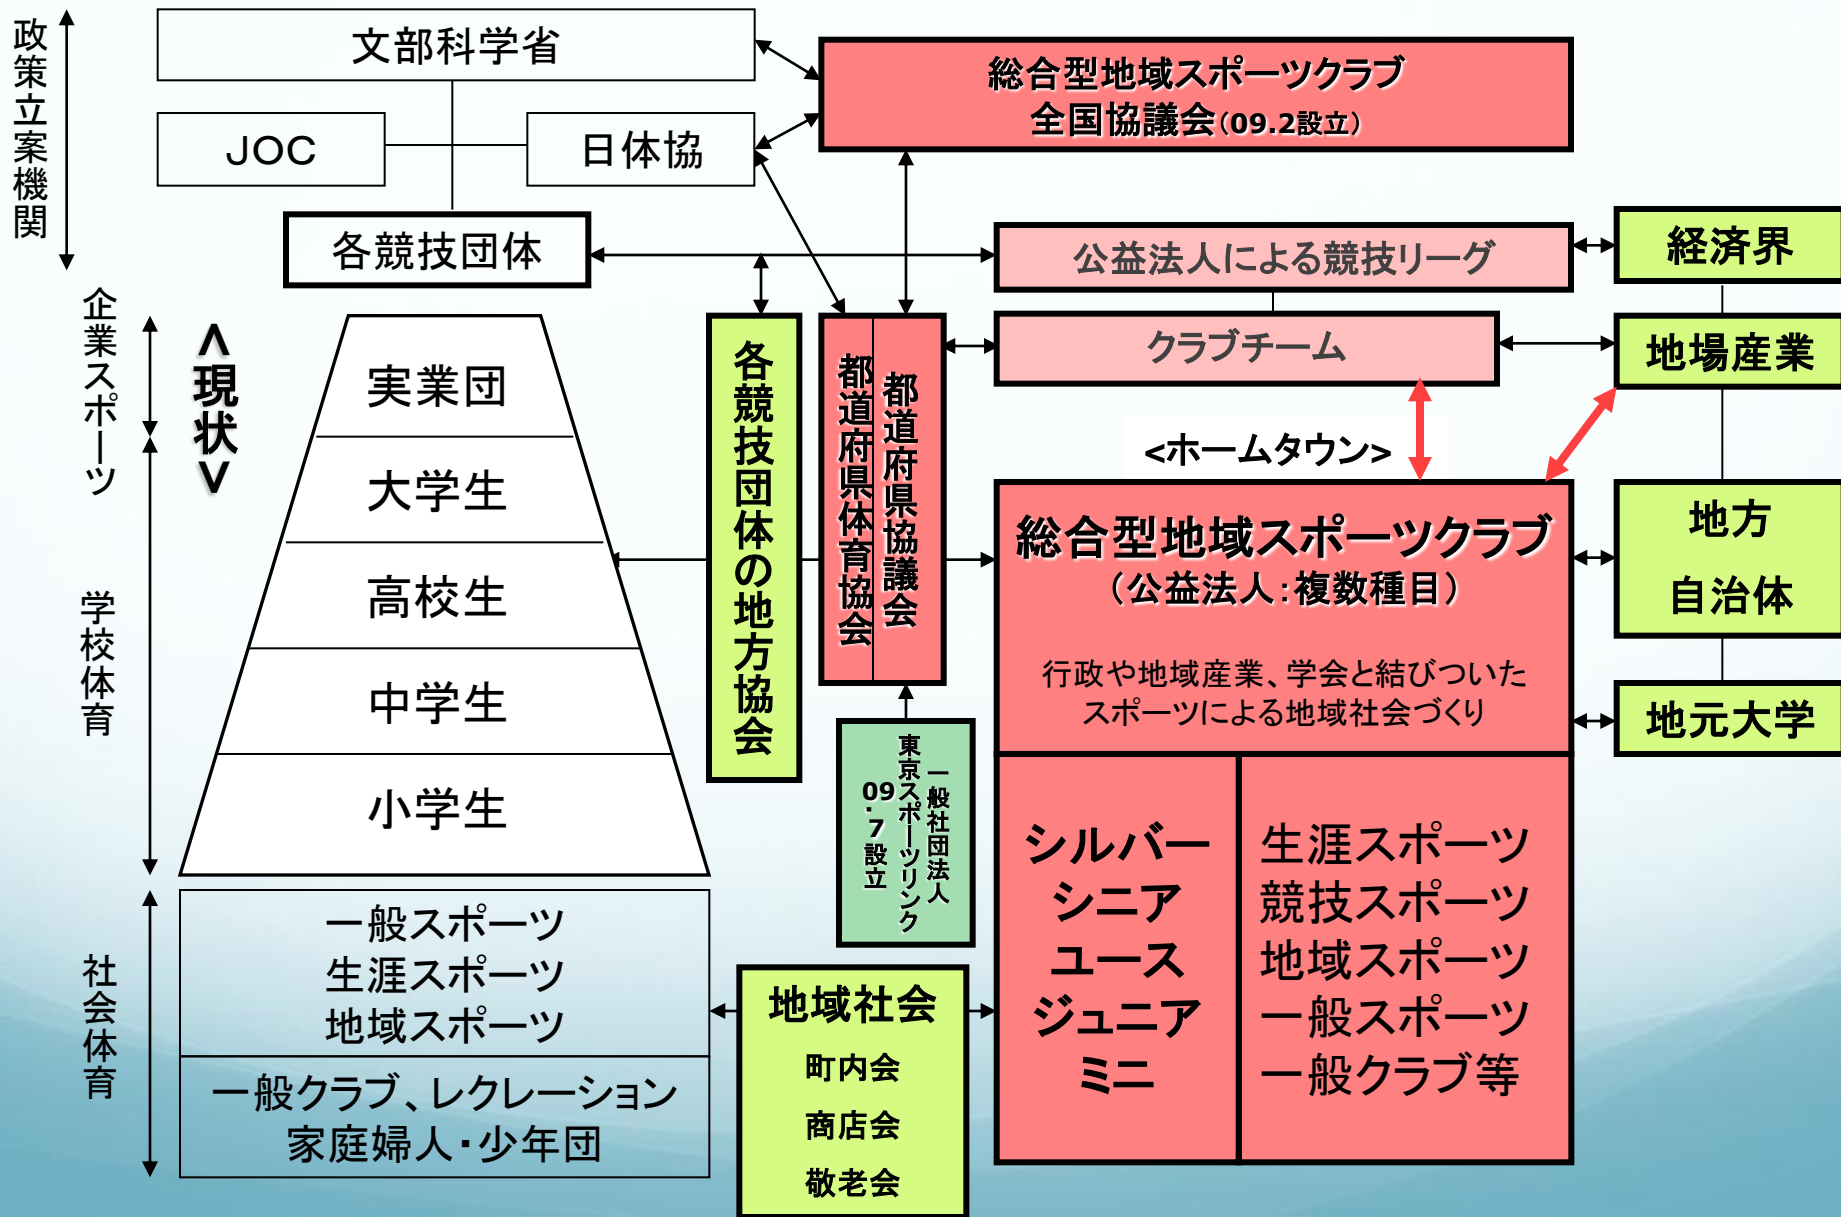 政策立案機関
文部科学省
JOC
日体協
各競技団体
総合型地域スポーツクラブ
全国協議会(09.2設立)
公益法人による競技リーグ
経済界
クラブチーム
地場産業
企業スポーツ
<現状>
実業団
大学生
高校生
中学生
小学生
学校体育
各競技団体の地方協会
都道府県体育協会
都道府県協議会
<ホームタウン>
総合型地域スポーツクラブ
(公益法人:複数種目)
行政や地域産業、学会と結びついた
スポーツによる地域社会づくり
地方
自治体
地元大学
一般社団法人
東京スポーツリンク
09.7設立
シルバー
シニア
ユース
ジュニア
ミニ
生涯スポーツ
競技スポーツ
地域スポーツ
一般スポーツ
一般クラブ等
社会体育
一般スポーツ
生涯スポーツ
地域スポーツ
一般クラブ、レクレーション
家庭婦人・少年団
地域社会
町内会
商店会
敬老会